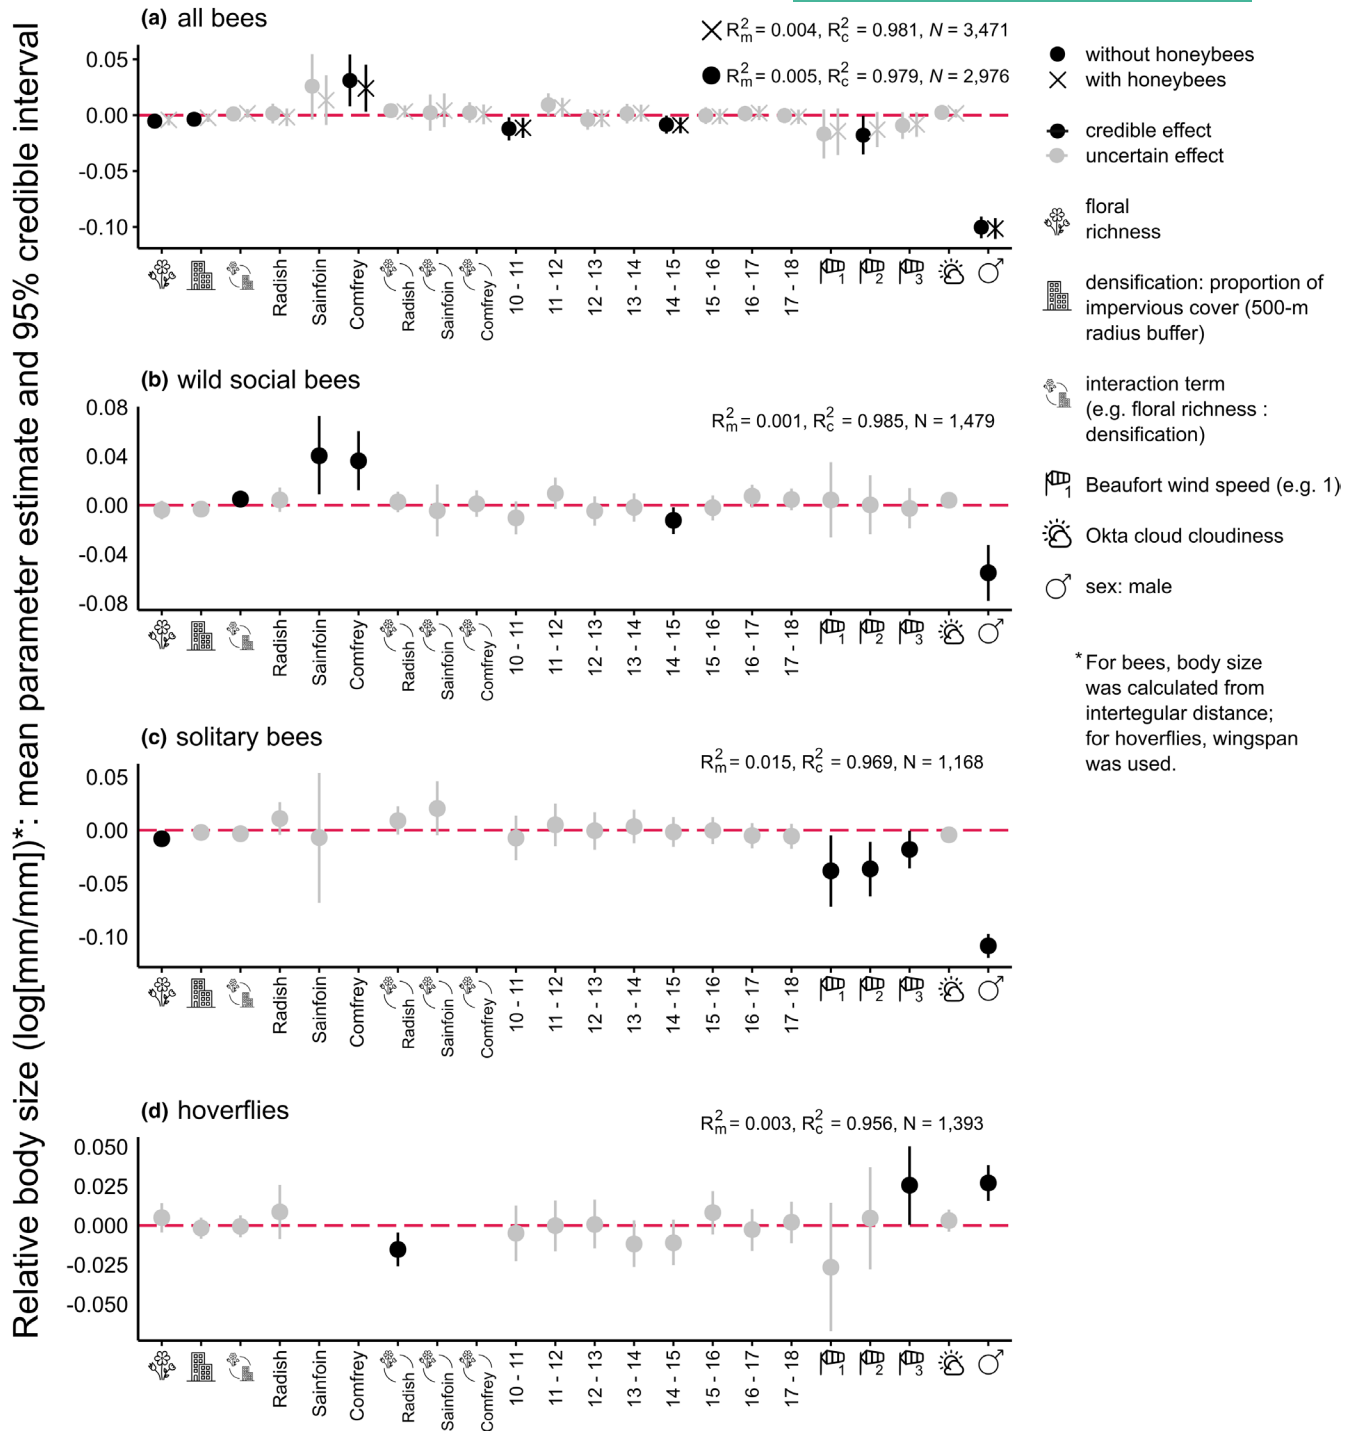 Relative body size (log[mm/mm])*: mean parameter estimate and 95% credible interval
(a) all bees
R²m = 0.004, R²c = 0.981, N = 3,471
R²m = 0.005, R²c = 0.979, N = 2,976
0.05
0.00
-0.05
-0.10
Radish
Sainfoin
Comfrey
Radish
Sainfoin
Comfrey
10 - 11
11 - 12
12 - 13
13 - 14
14 - 15
15 - 16
16 - 17
17 - 18
1
2
3
(b) wild social bees
R²m = 0.001, R²c = 0.985, N = 1,479
0.08
0.04
0.00
-0.04
-0.08
Radish
Sainfoin
Comfrey
Radish
Sainfoin
Comfrey
10 - 11
11 - 12
12 - 13
13 - 14
14 - 15
15 - 16
16 - 17
17 - 18
1
2
3
(c) solitary bees
R²m = 0.015, R²c = 0.969, N = 1,168
0.05
0.00
-0.05
-0.10
Radish
Sainfoin
Comfrey
Radish
Sainfoin
Comfrey
10 - 11
11 - 12
12 - 13
13 - 14
14 - 15
15 - 16
16 - 17
17 - 18
1
2
3
(d) hoverflies
R²m = 0.003, R²c = 0.956, N = 1,393
0.050
0.025
0.000
-0.025
-0.050
Radish
Sainfoin
Comfrey
Radish
Sainfoin
Comfrey
10 - 11
11 - 12
12 - 13
13 - 14
14 - 15
15 - 16
16 - 17
17 - 18
1
2
3
without honeybees
with honeybees
credible effect
uncertain effect
floral
richness
densification: proportion of
impervious cover (500-m
radius buffer)
interaction term
(e.g. floral richness :
densification)
1
Beaufort wind speed (e.g. 1)
Okta cloud cloudiness
sex: male
* For bees, body size
was calculated from
intertegular distance;
for hoverflies, wingspan
was used.